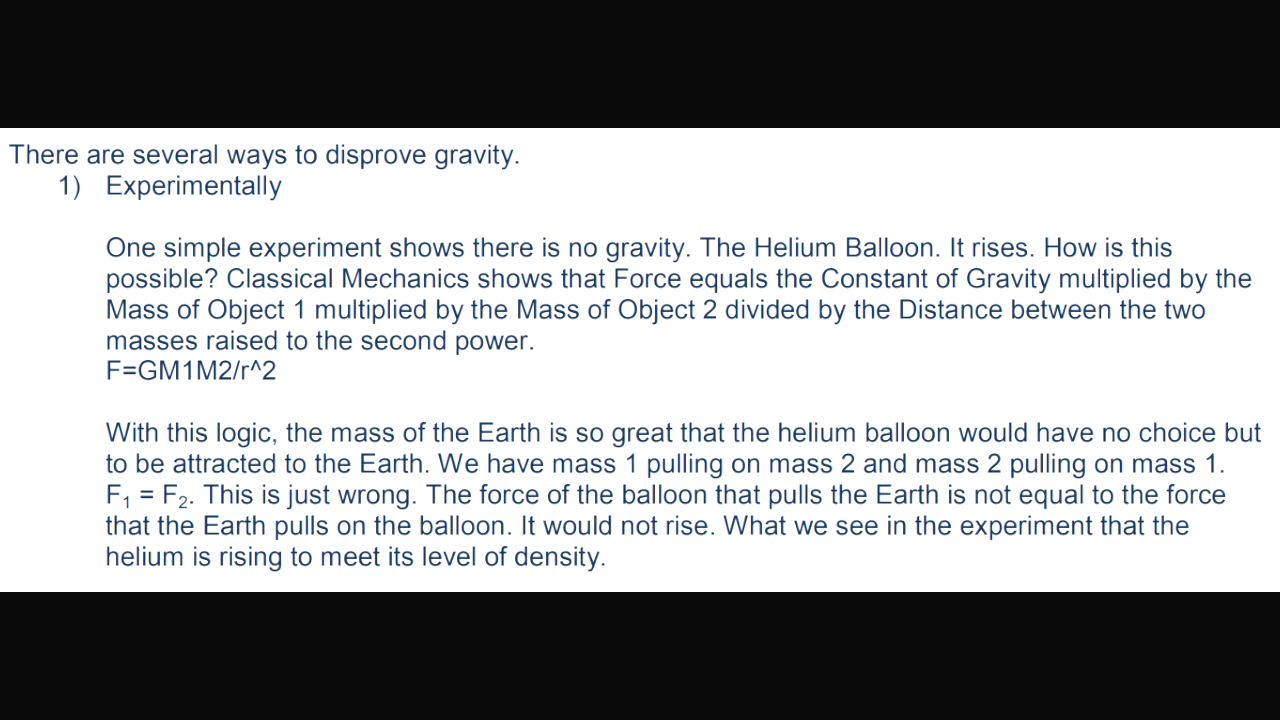 There are several ways to disprove gravity.
1) Experimentally
One simple experiment shows there is no gravity. The Helium Balloon. It rises. How is this
possible? Classical Mechanics shows that Force equals the Constant of Gravity multiplied by the
Mass of Object 1 multiplied by the Mass of Object 2 divided by the Distance between the two
masses raised to the second power.
F=GM1M2/r^2
With this logic, the mass of the Earth is so great that the helium balloon would have no choice but
to be attracted to the Earth. We have mass 1 pulling on mass 2 and mass 2 pulling on mass 1.
F₁ = F₂. This is just wrong. The force of the balloon that pulls the Earth is not equal to the force
that the Earth pulls on the balloon. It would not rise. What we see in the experiment that the
helium is rising to meet its level of density.